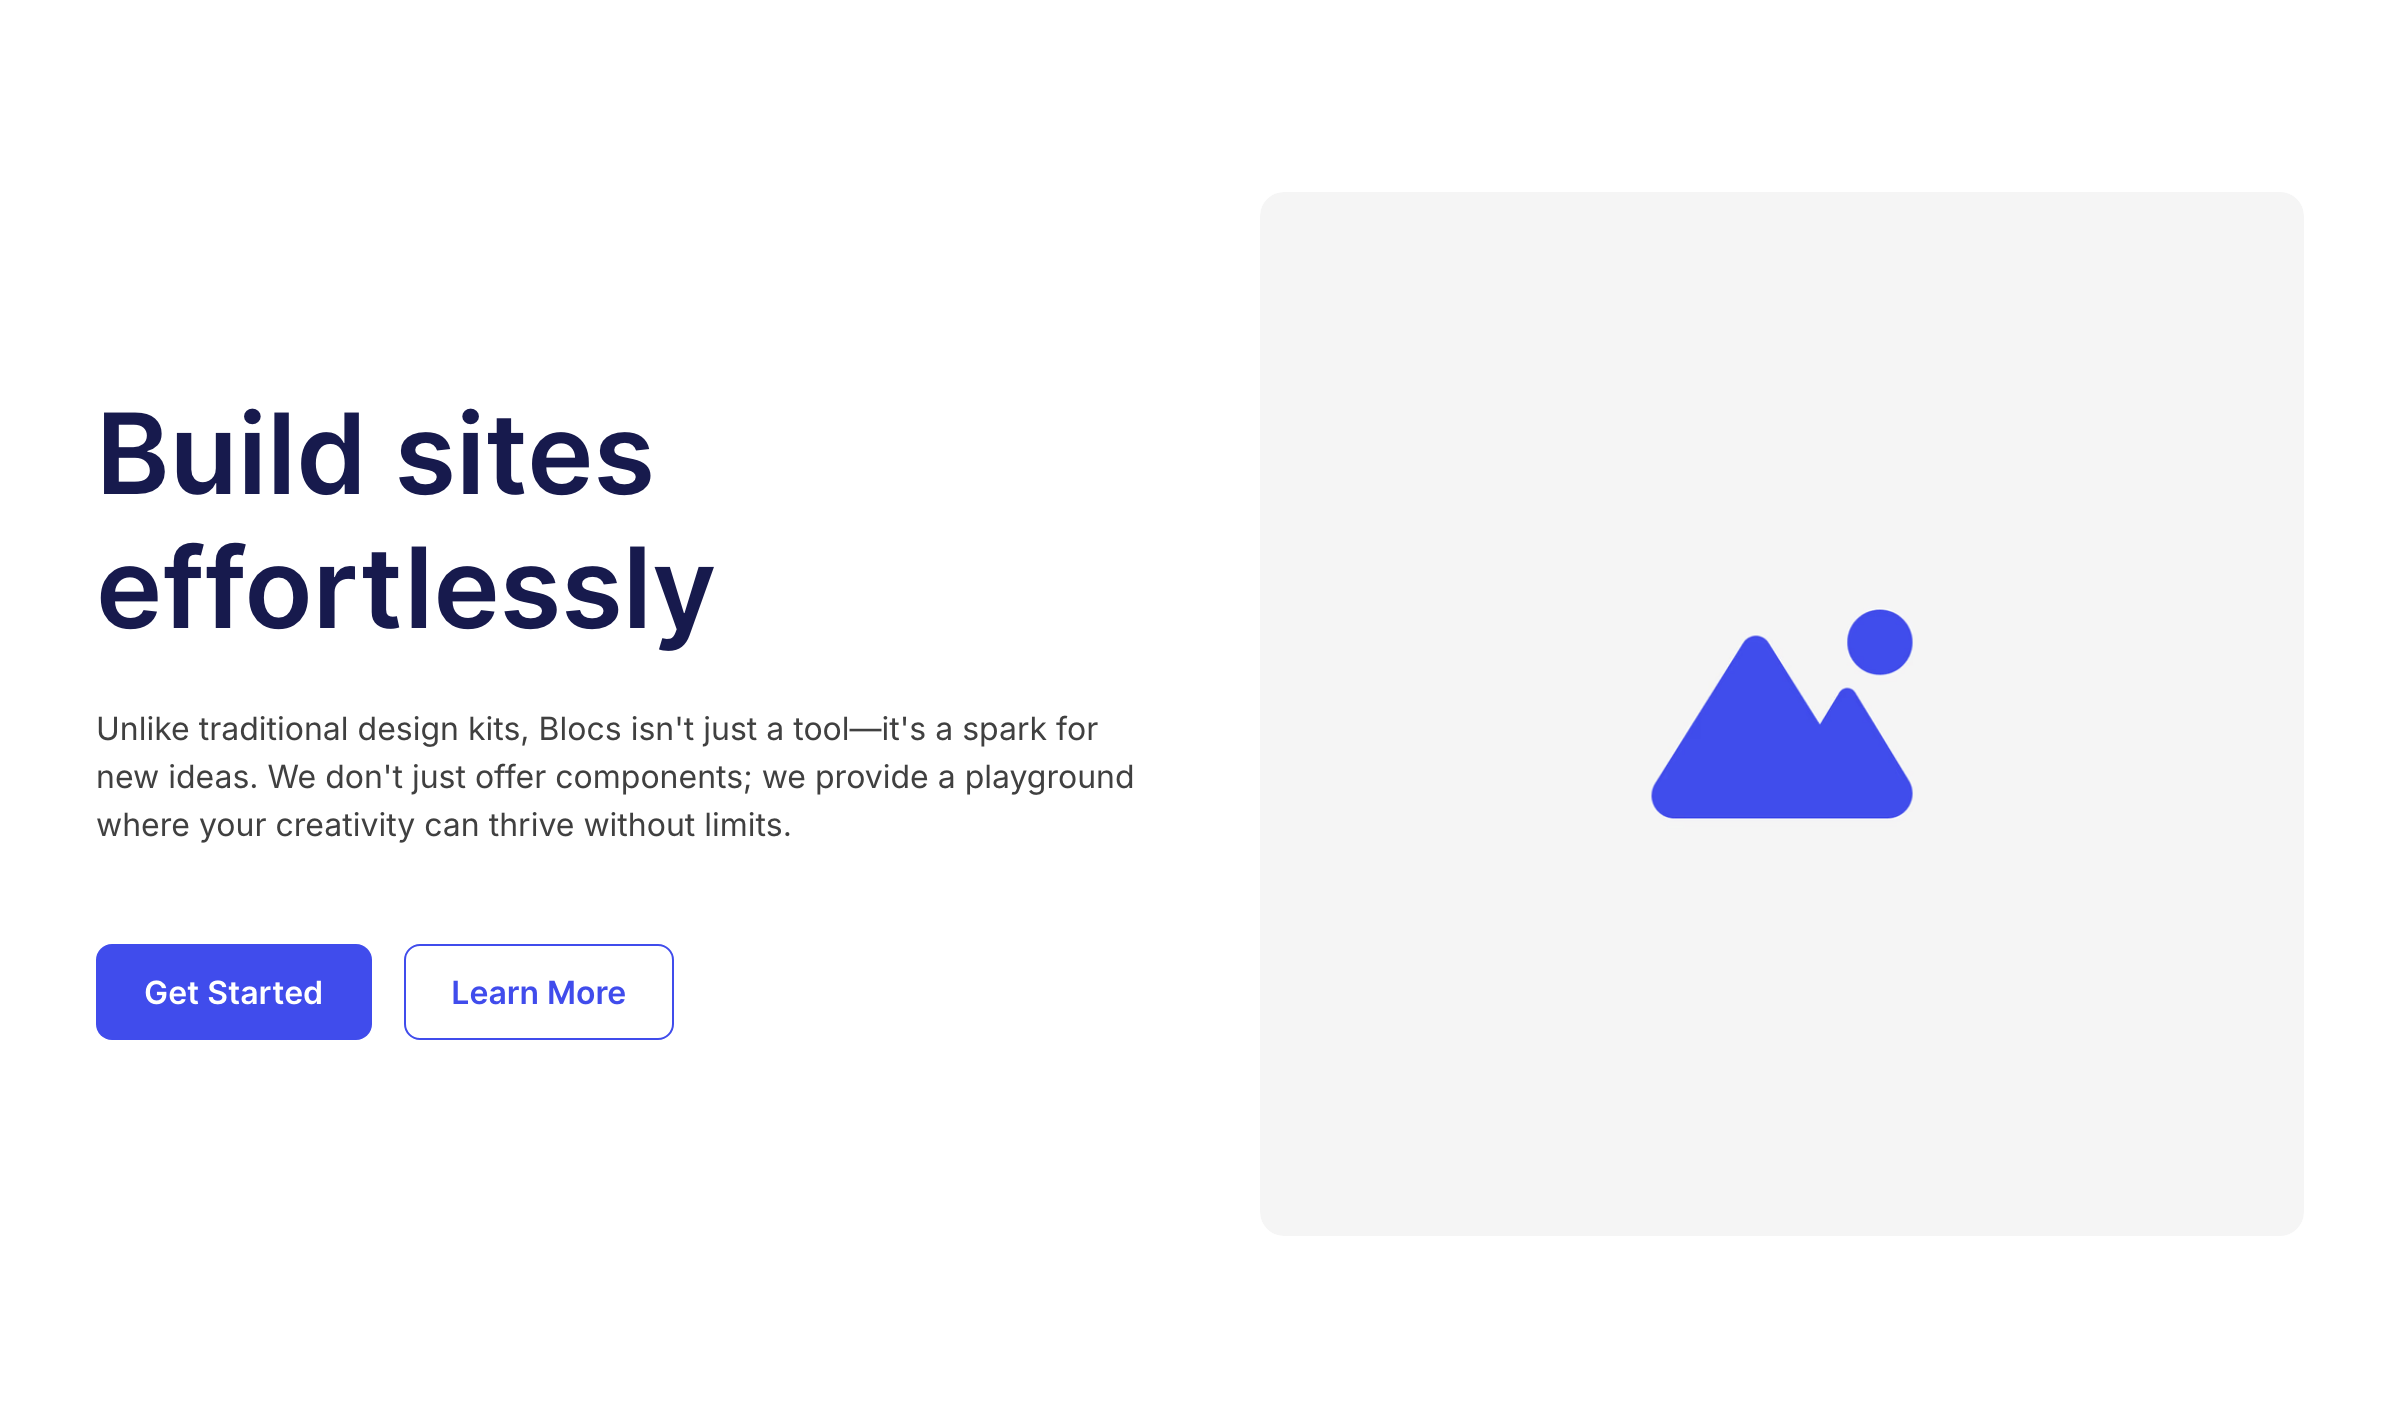 Build sites
effortlessly
Unlike traditional design kits, Blocs isn't just a tool—it's a spark for
new ideas. We don't just offer components; we provide a playground
where your creativity can thrive without limits.
Get Started
Learn More